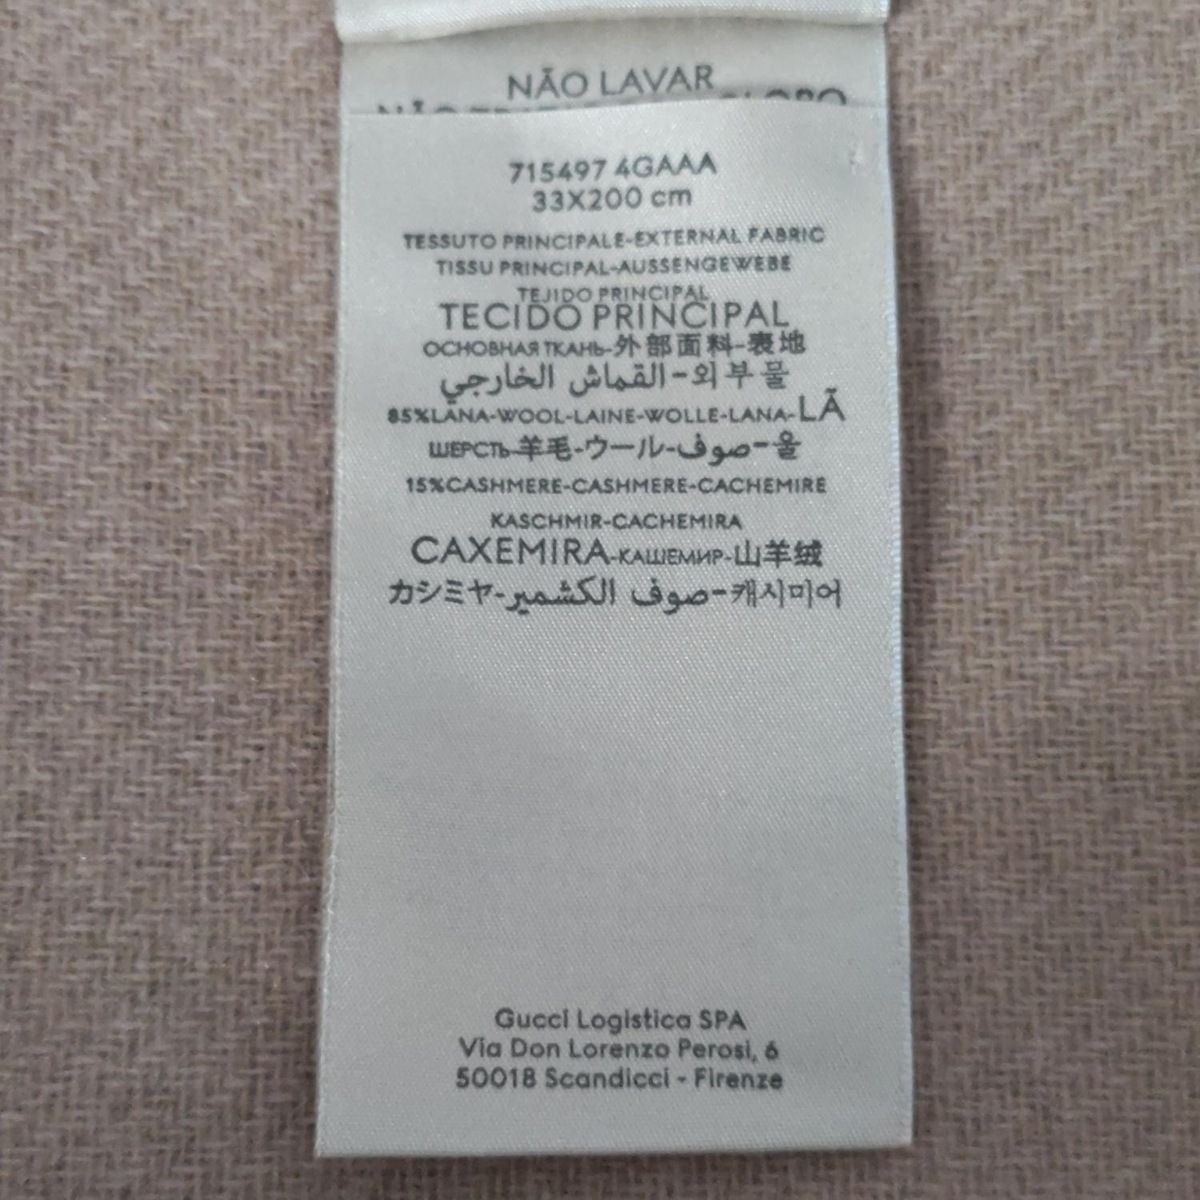 NÃO LAVAR
715497 4GAAA
33X200 cm
TESSUTO PRINCIPALE-EXTERNAL FABRIC
TISSU PRINCIPAL-AUSSENGEWEBE
TEJIDO PRINCIPAL
TECIDO PRINCIPAL
ОСНОВНАЯ ТКАНЬ-外部面料-表地
القماش الخارجي-외부물
85%LANA-WOOL-LAINE-WOLLE-LANA-LÃ
ШЕРСТЬ-羊毛-ウール-صوف-울
15%CASHMERE-CASHMERE-CACHEMIRE
KASCHMIR-CACHEMIRA
CAXEMIRA-КАШЕМИР-山羊绒
カシミヤ-صوف الكشمير-캐시미어
Gucci Logistica SPA
Via Don Lorenzo Perosi, 6
50018 Scandicci - Firenze